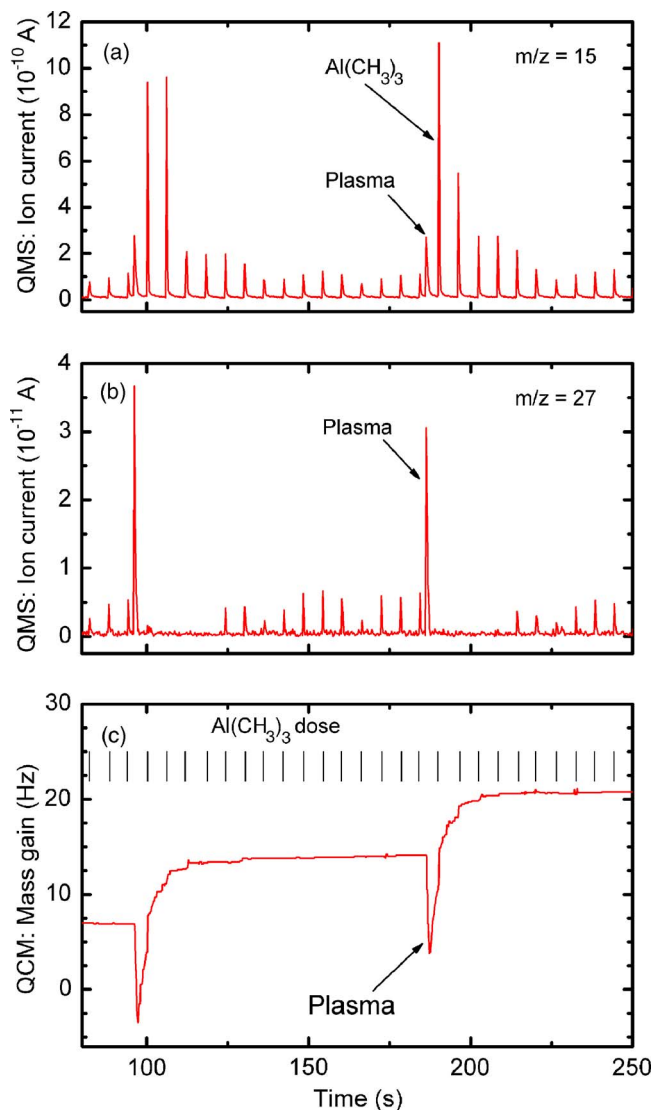 12
(a)
m/z = 15
10
Al(CH₃)₃
8
6
Plasma
4
2
0
QMS: Ion current (10⁻¹⁰ A)
4
(b)
m/z = 27
Plasma
3
2
1
0
QMS: Ion current (10⁻¹¹ A)
30
(c)
Al(CH₃)₃ dose
20
10
0
Plasma
QCM: Mass gain (Hz)
100 150 200 250
Time (s)